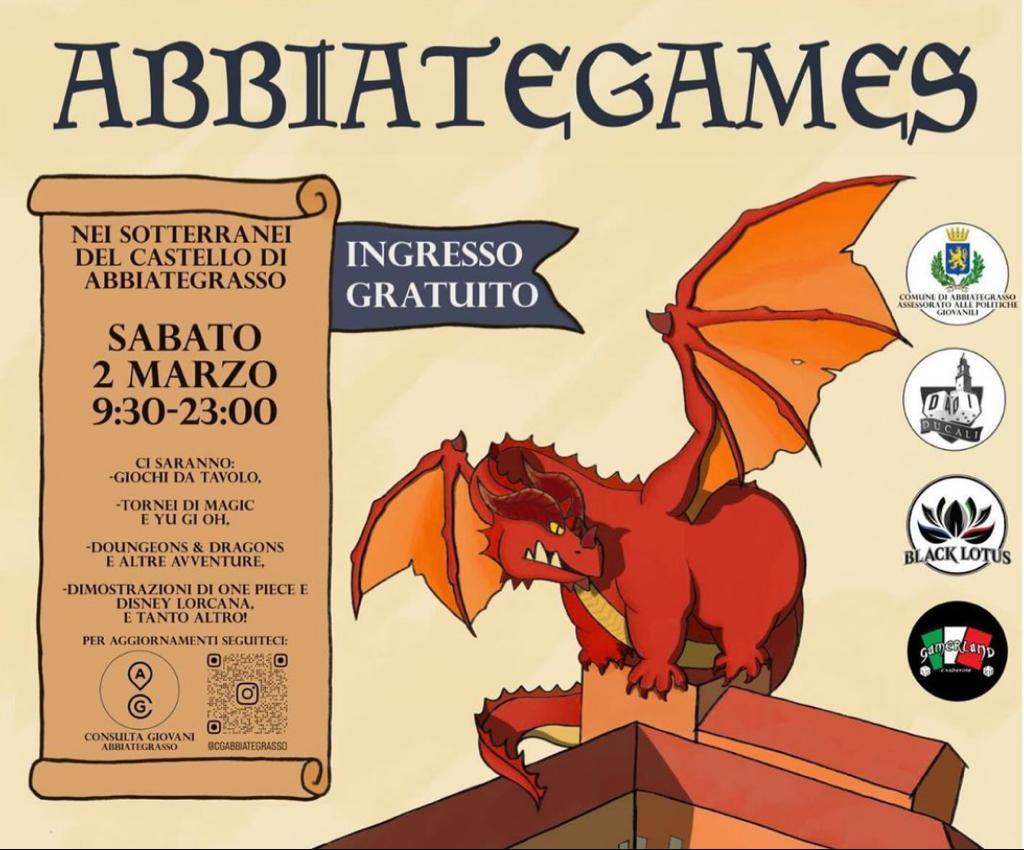 ABBIATEGAMES
NEI SOTTERRANEI
DEL CASTELLO DI
ABBIATEGRASSO
SABATO
2 MARZO
9:30-23:00
CI SARANNO:
-GIOCHI DA TAVOLO,
-TORNEI DI MAGIC
E YU GI OH,
-DOUNGEONS & DRAGONS
E ALTRE AVVENTURE,
-DIMOSTRAZIONI DI ONE PIECE E
DISNEY LORCANA,
E TANTO ALTRO!
PER AGGIORNAMENTI SEGUITECI:
A
G
CONSULTA GIOVANI
ABBIATEGRASSO
@CGABBIATEGRASSO
INGRESSO
GRATUITO
COMUNE DI ABBIATEGRASSO
ASSESSORATO ALLE POLITICHE
GIOVANILI
DADI
DUCALI
BLACK LOTUS
GAMERLAND